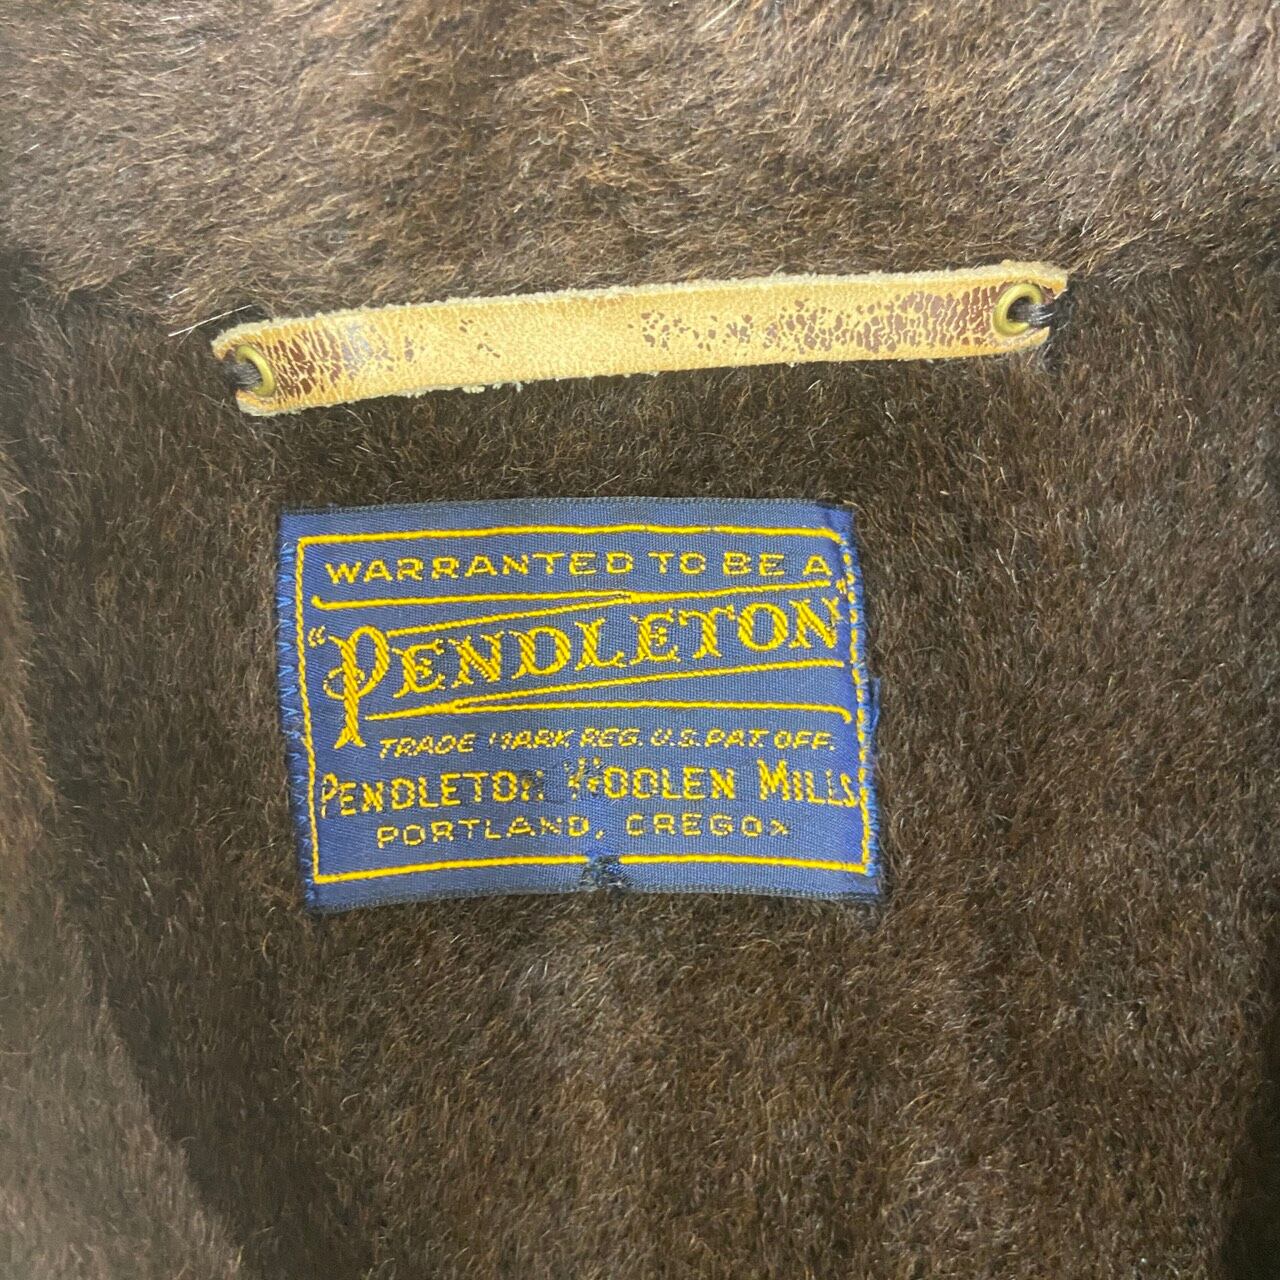 WARRANTED TO BE A
"PENDLETON"
TRADE MARK REG. U.S. PAT. OFF.
PENDLETON WOOLEN MILLS
PORTLAND, OREGON